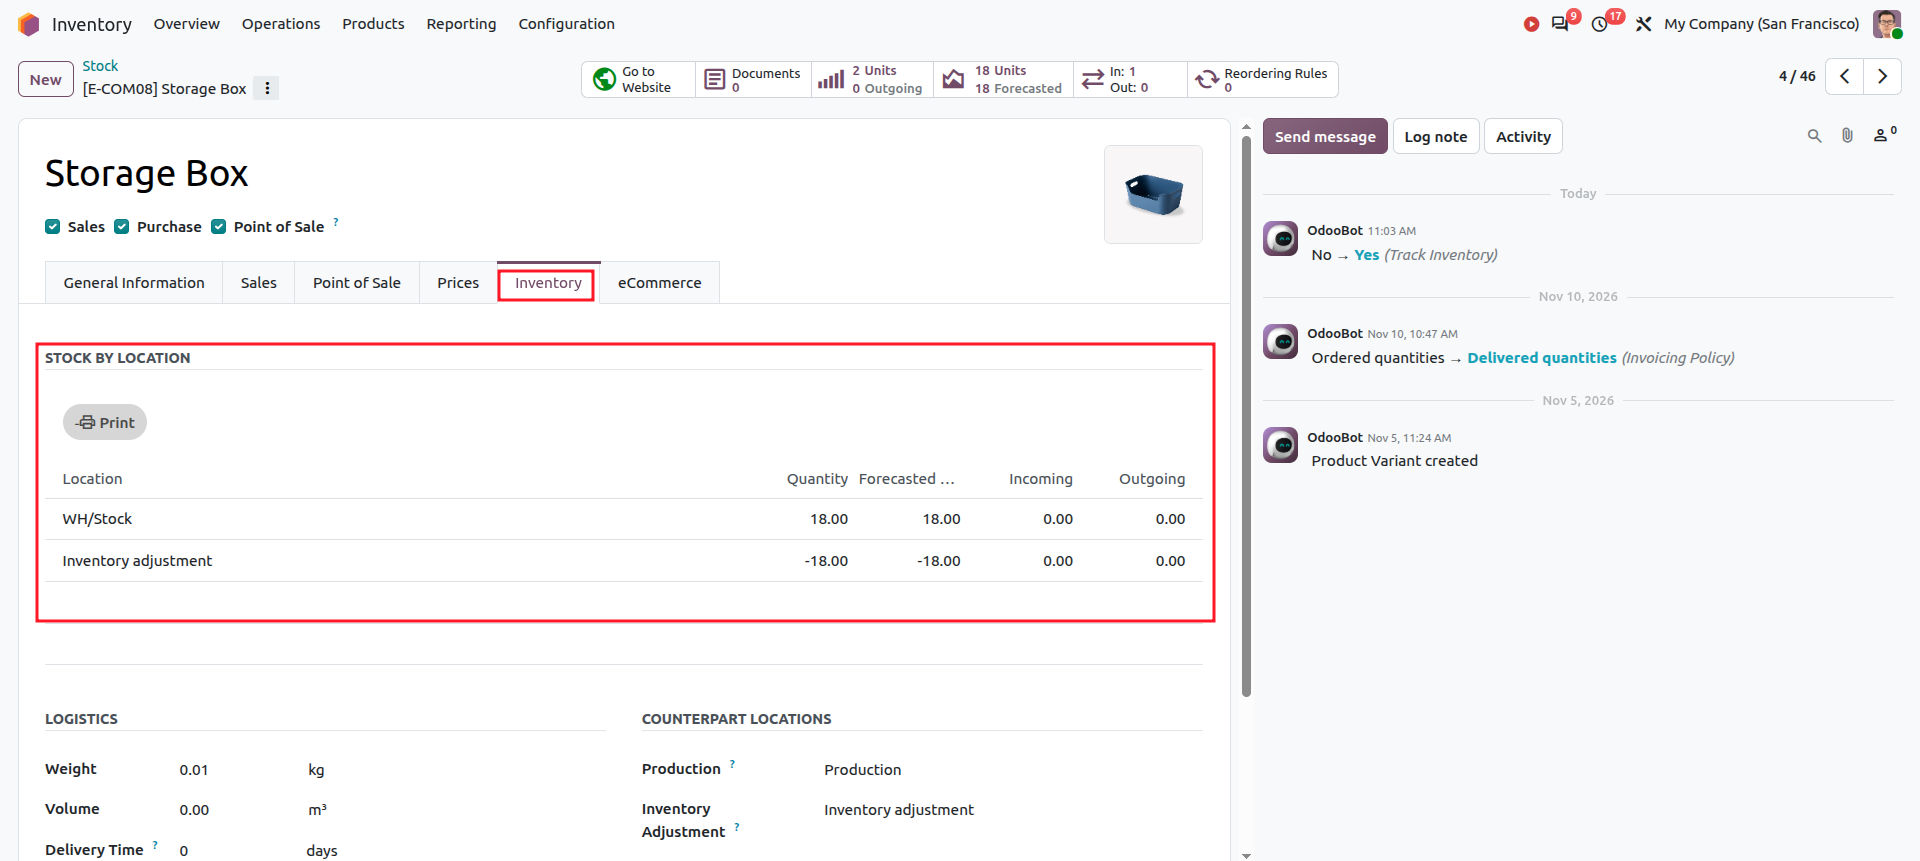 Inventory Overview Operations Products Reporting Configuration
9 17 My Company (San Francisco)
New Stock
[E-COM08] Storage Box
Go to Website
Documents 0
2 Units
0 Outgoing
18 Units
18 Forecasted
In: 1
Out: 0
Reordering Rules
0
4 / 46
Storage Box
Sales Purchase Point of Sale ?
General Information Sales Point of Sale Prices Inventory eCommerce
STOCK BY LOCATION
Print
Location Quantity Forecasted ... Incoming Outgoing
WH/Stock 18.00 18.00 0.00 0.00
Inventory adjustment -18.00 -18.00 0.00 0.00
LOGISTICS
Weight 0.01 kg
Volume 0.00 m³
Delivery Time ? 0 days
COUNTERPART LOCATIONS
Production ? Production
Inventory Adjustment ? Inventory adjustment
Send message Log note Activity 0
Today
OdooBot 11:03 AM
No → Yes (Track Inventory)
Nov 10, 2026
OdooBot Nov 10, 10:47 AM
Ordered quantities → Delivered quantities (Invoicing Policy)
Nov 5, 2026
OdooBot Nov 5, 11:24 AM
Product Variant created